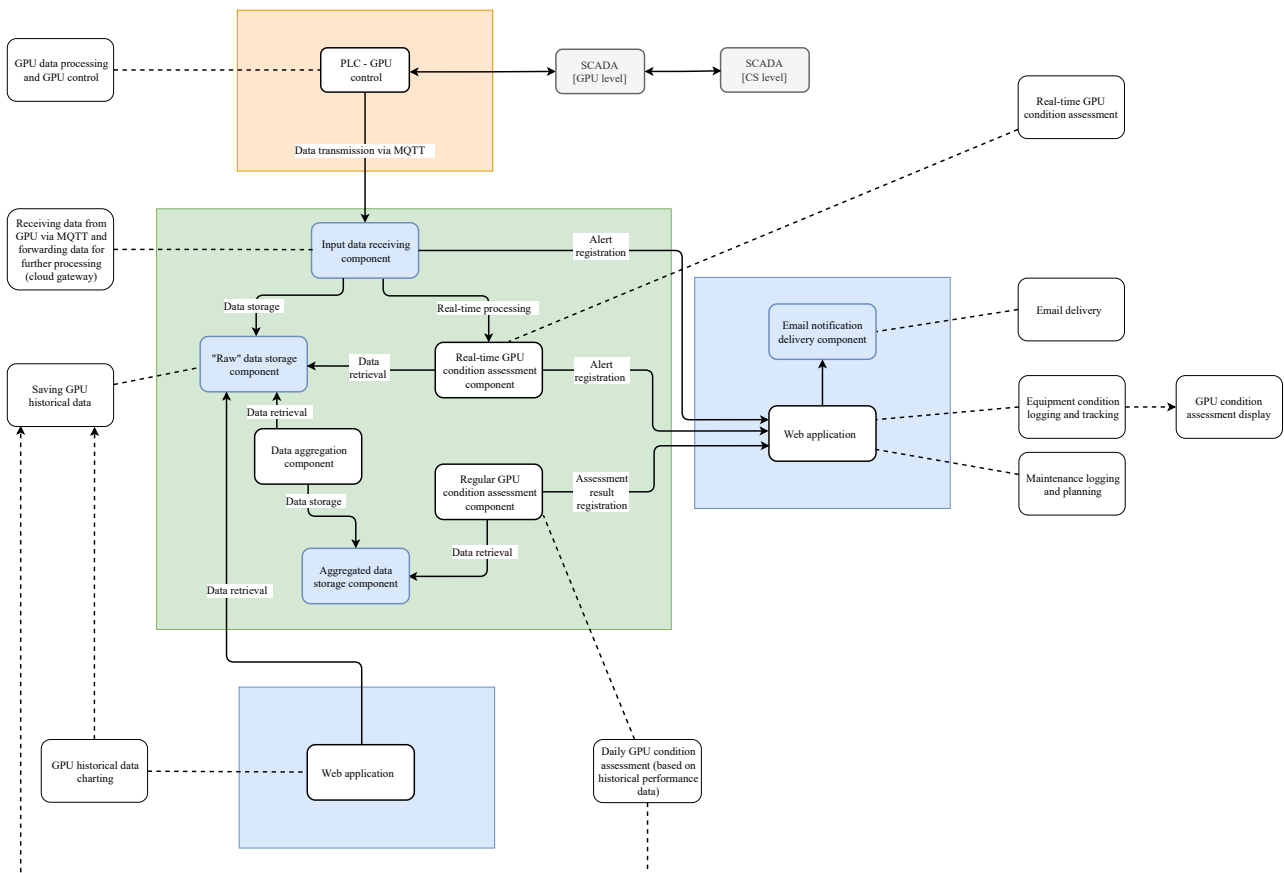 GPU data processing
and GPU control
PLC - GPU
control
SCADA
[GPU level]
SCADA
[CS level]
Real-time GPU
condition assessment
Data transmission via MQTT
Receiving data from
GPU via MQTT and
forwarding data for
further processing
(cloud gateway)
Input data receiving
component
Alert
registration
Data storage
Real-time processing
Email notification
delivery component
Email delivery
"Raw" data storage
component
Data
retrieval
Real-time GPU
condition assessment
component
Alert
registration
Saving GPU
historical data
Data retrieval
Web application
Equipment condition
logging and tracking
GPU condition
assessment display
Data aggregation
component
Regular GPU
condition assessment
component
Assessment
result
registration
Maintenance logging
and planning
Data storage
Data retrieval
Aggregated data
storage component
Data retrieval
GPU historical data
charting
Web application
Daily GPU condition
assessment (based on
historical performance
data)